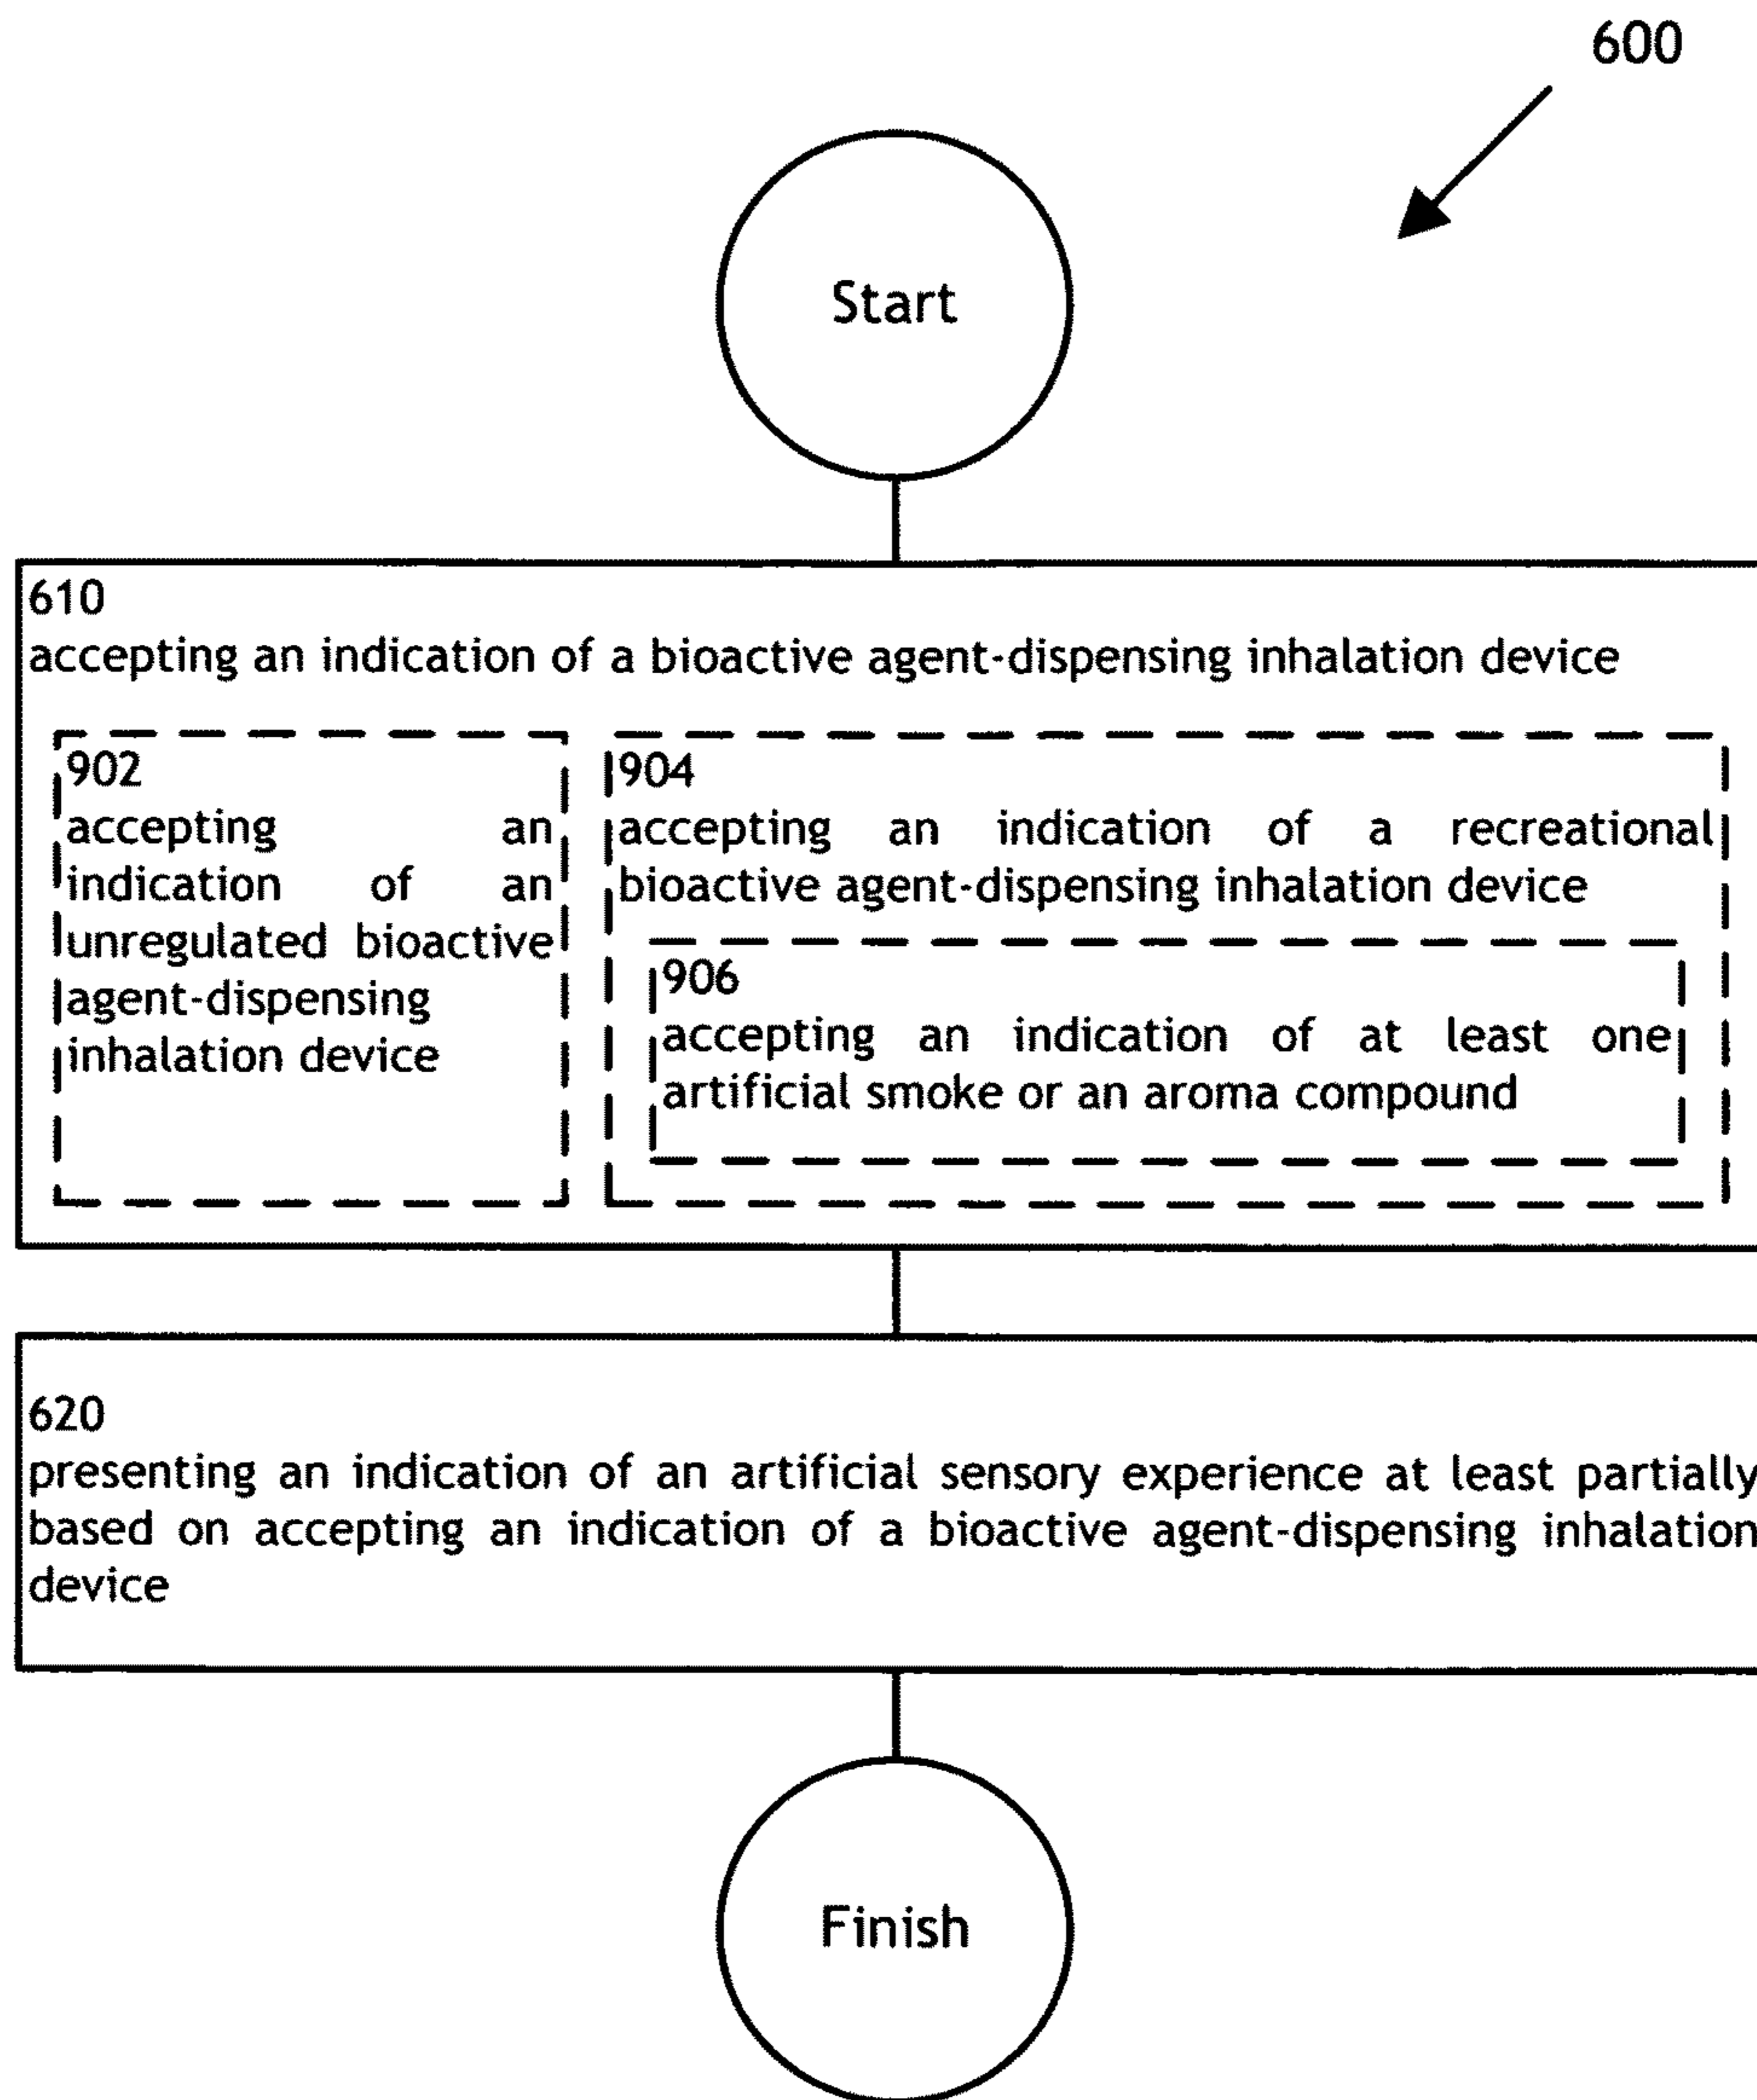 600
Start
610
accepting an indication of a bioactive agent-dispensing inhalation device
902
accepting an
indication of an
unregulated bioactive
agent-dispensing
inhalation device
904
accepting an indication of a recreational
bioactive agent-dispensing inhalation device
906
accepting an indication of at least one
artificial smoke or an aroma compound
620
presenting an indication of an artificial sensory experience at least partially
based on accepting an indication of a bioactive agent-dispensing inhalation
device
Finish